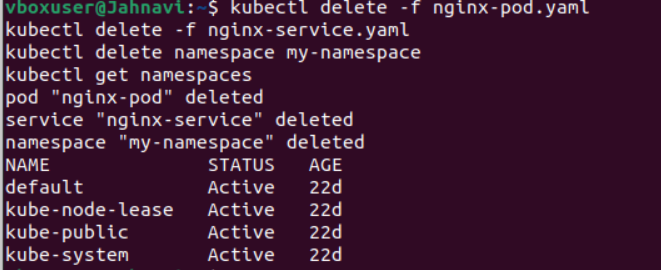 vboxuser@Jahnavi:~$ kubectl delete -f nginx-pod.yaml
kubectl delete -f nginx-service.yaml
kubectl delete namespace my-namespace
kubectl get namespaces
pod "nginx-pod" deleted
service "nginx-service" deleted
namespace "my-namespace" deleted
NAME STATUS AGE
default Active 22d
kube-node-lease Active 22d
kube-public Active 22d
kube-system Active 22d